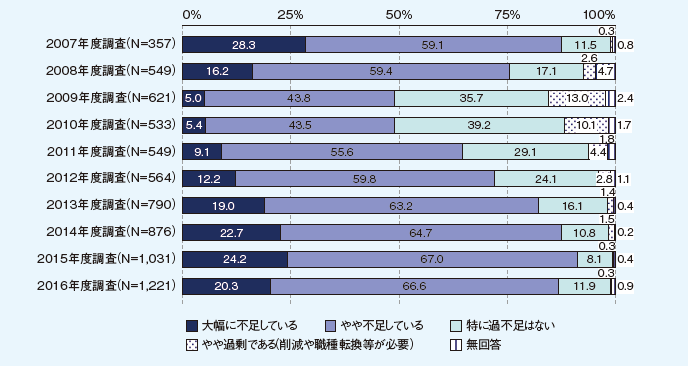 0% 25% 50% 75% 100%
0.3
2007年度調査(N=357) 28.3 59.1 11.5 0.8
2.6
2008年度調査(N=549) 16.2 59.4 17.1 4.7
2009年度調査(N=621) 5.0 43.8 35.7 13.0 2.4
2010年度調査(N=533) 5.4 43.5 39.2 10.1 1.7
1.8
2011年度調査(N=549) 9.1 55.6 29.1 4.4
2012年度調査(N=564) 12.2 59.8 24.1 2.8 1.1
1.4
2013年度調査(N=790) 19.0 63.2 16.1 0.4
1.5
2014年度調査(N=876) 22.7 64.7 10.8 0.2
0.3
2015年度調査(N=1,031) 24.2 67.0 8.1 0.4
0.3
2016年度調査(N=1,221) 20.3 66.6 11.9 0.9
大幅に不足している やや不足している 特に過不足はない
やや過剰である(削減や職種転換等が必要) 無回答